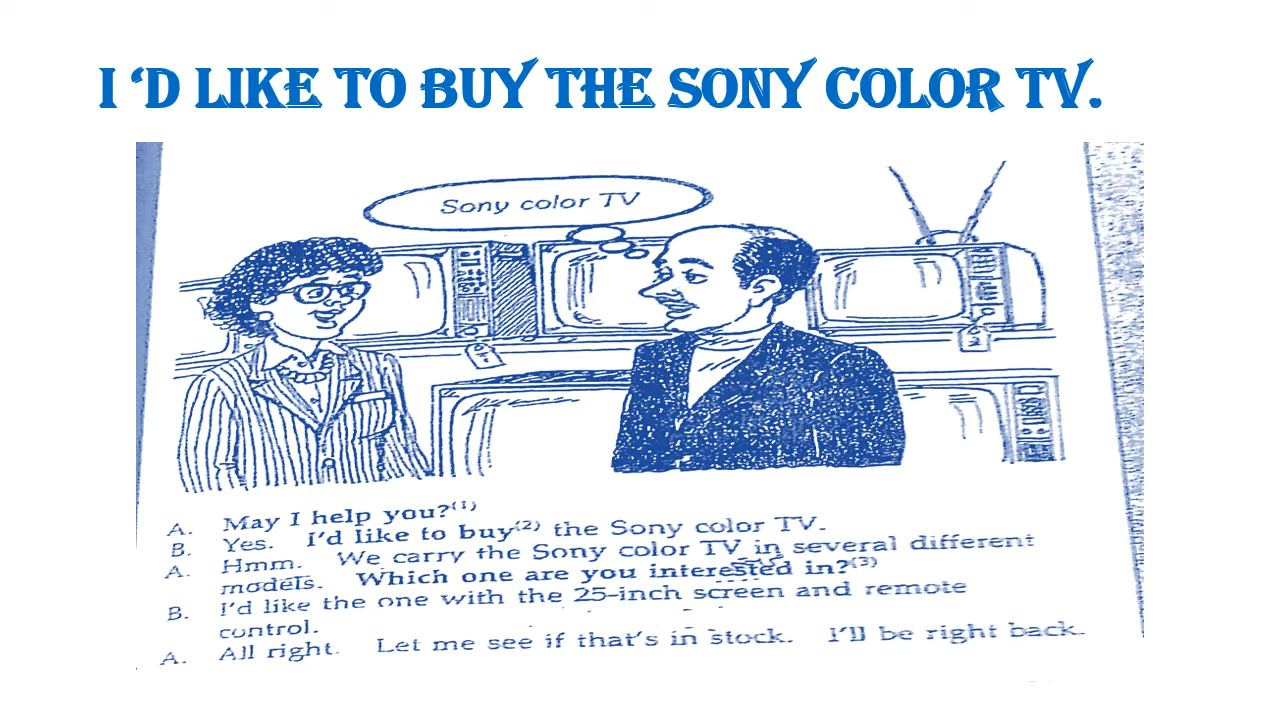 I ‘D LIKE TO BUY THE SONY COLOR TV.
Sony color TV
A. May I help you?(1)
B. Yes. I'd like to buy(2) the Sony color TV.
A. Hmm. We carry the Sony color TV in several different
models. Which one are you interested in?(3)
B. I'd like the one with the 25-inch screen and remote
control.
A. All right. Let me see if that's in stock. I'll be right back.